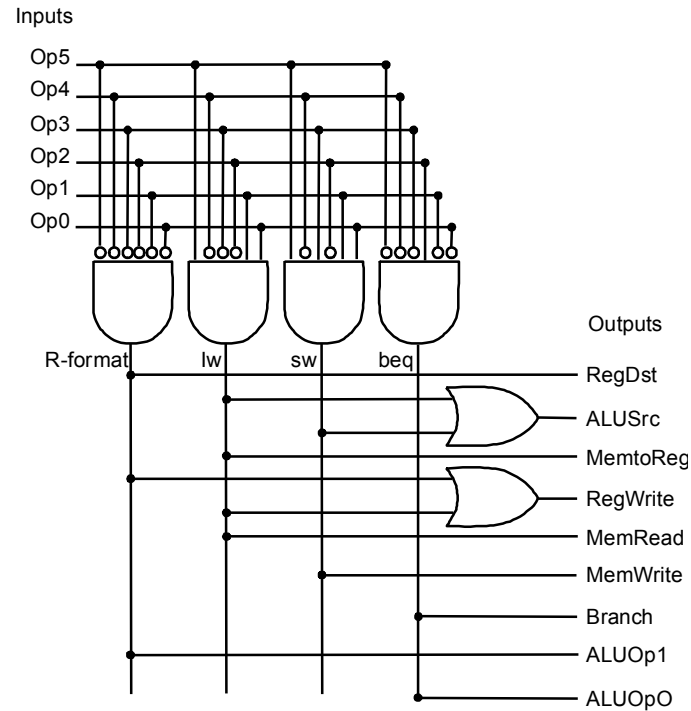 Inputs
Op5
Op4
Op3
Op2
Op1
Op0
Outputs
R-format lw sw beq
RegDst
ALUSrc
MemtoReg
RegWrite
MemRead
MemWrite
Branch
ALUOp1
ALUOpO